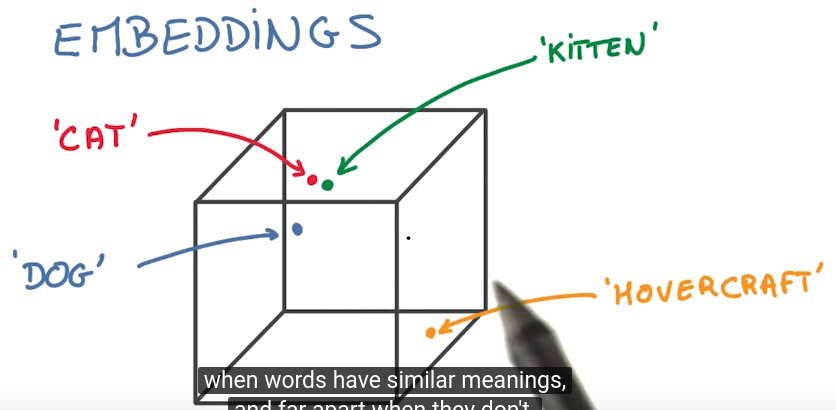 EMBEDDINGS
'KITTEN'
'CAT'
'DOG'
'HOVERCRAFT'
when words have similar meanings,
and far apart when they don't.